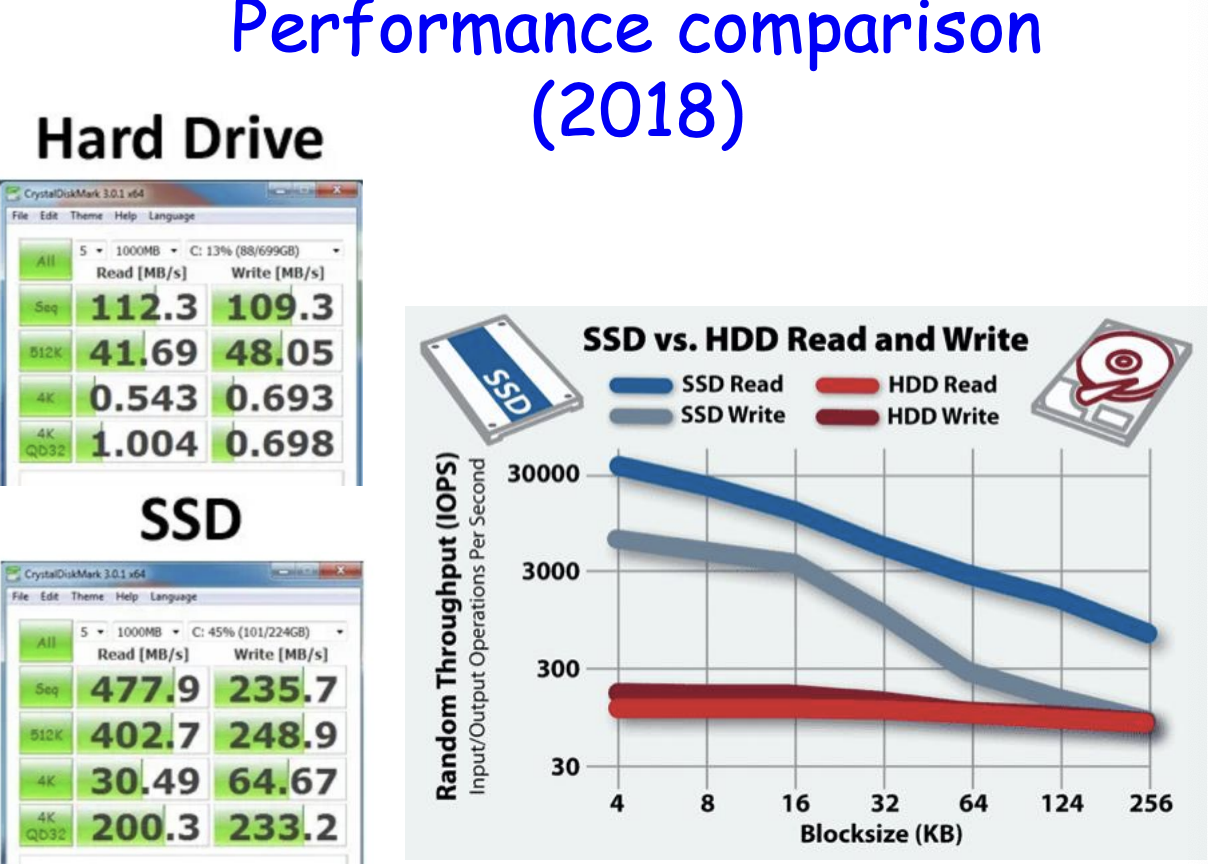 Performance comparison
(2018)
Hard Drive
CrystalDiskMark 3.0.1 x64
File Edit Theme Help Language
All 5 1000MB C: 13% (88/699GB)
Read [MB/s] Write [MB/s]
Seq 112.3 109.3
512K 41.69 48.05
4K 0.543 0.693
4K QD32 1.004 0.698
SSD
CrystalDiskMark 3.0.1 x64
File Edit Theme Help Language
All 5 1000MB C: 45% (101/224GB)
Read [MB/s] Write [MB/s]
Seq 477.9 235.7
512K 402.7 248.9
4K 30.49 64.67
4K QD32 200.3 233.2
SSD vs. HDD Read and Write
SSD
SSD Read HDD Read
SSD Write HDD Write
Random Throughput (IOPS)
Input/Output Operations Per Second
30000
3000
300
30
4 8 16 32 64 124 256
Blocksize (KB)